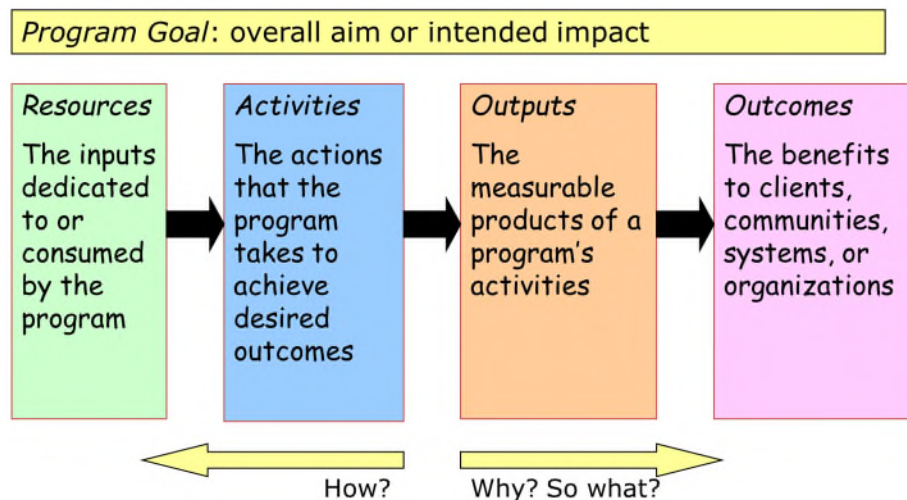 Program Goal: overall aim or intended impact
Resources
The inputs
dedicated
to or
consumed
by the
program
Activities
The actions
that the
program
takes to
achieve
desired
outcomes
Outputs
The
measurable
products of a
program's
activities
Outcomes
The benefits
to clients,
communities,
systems, or
organizations
How?
Why? So what?